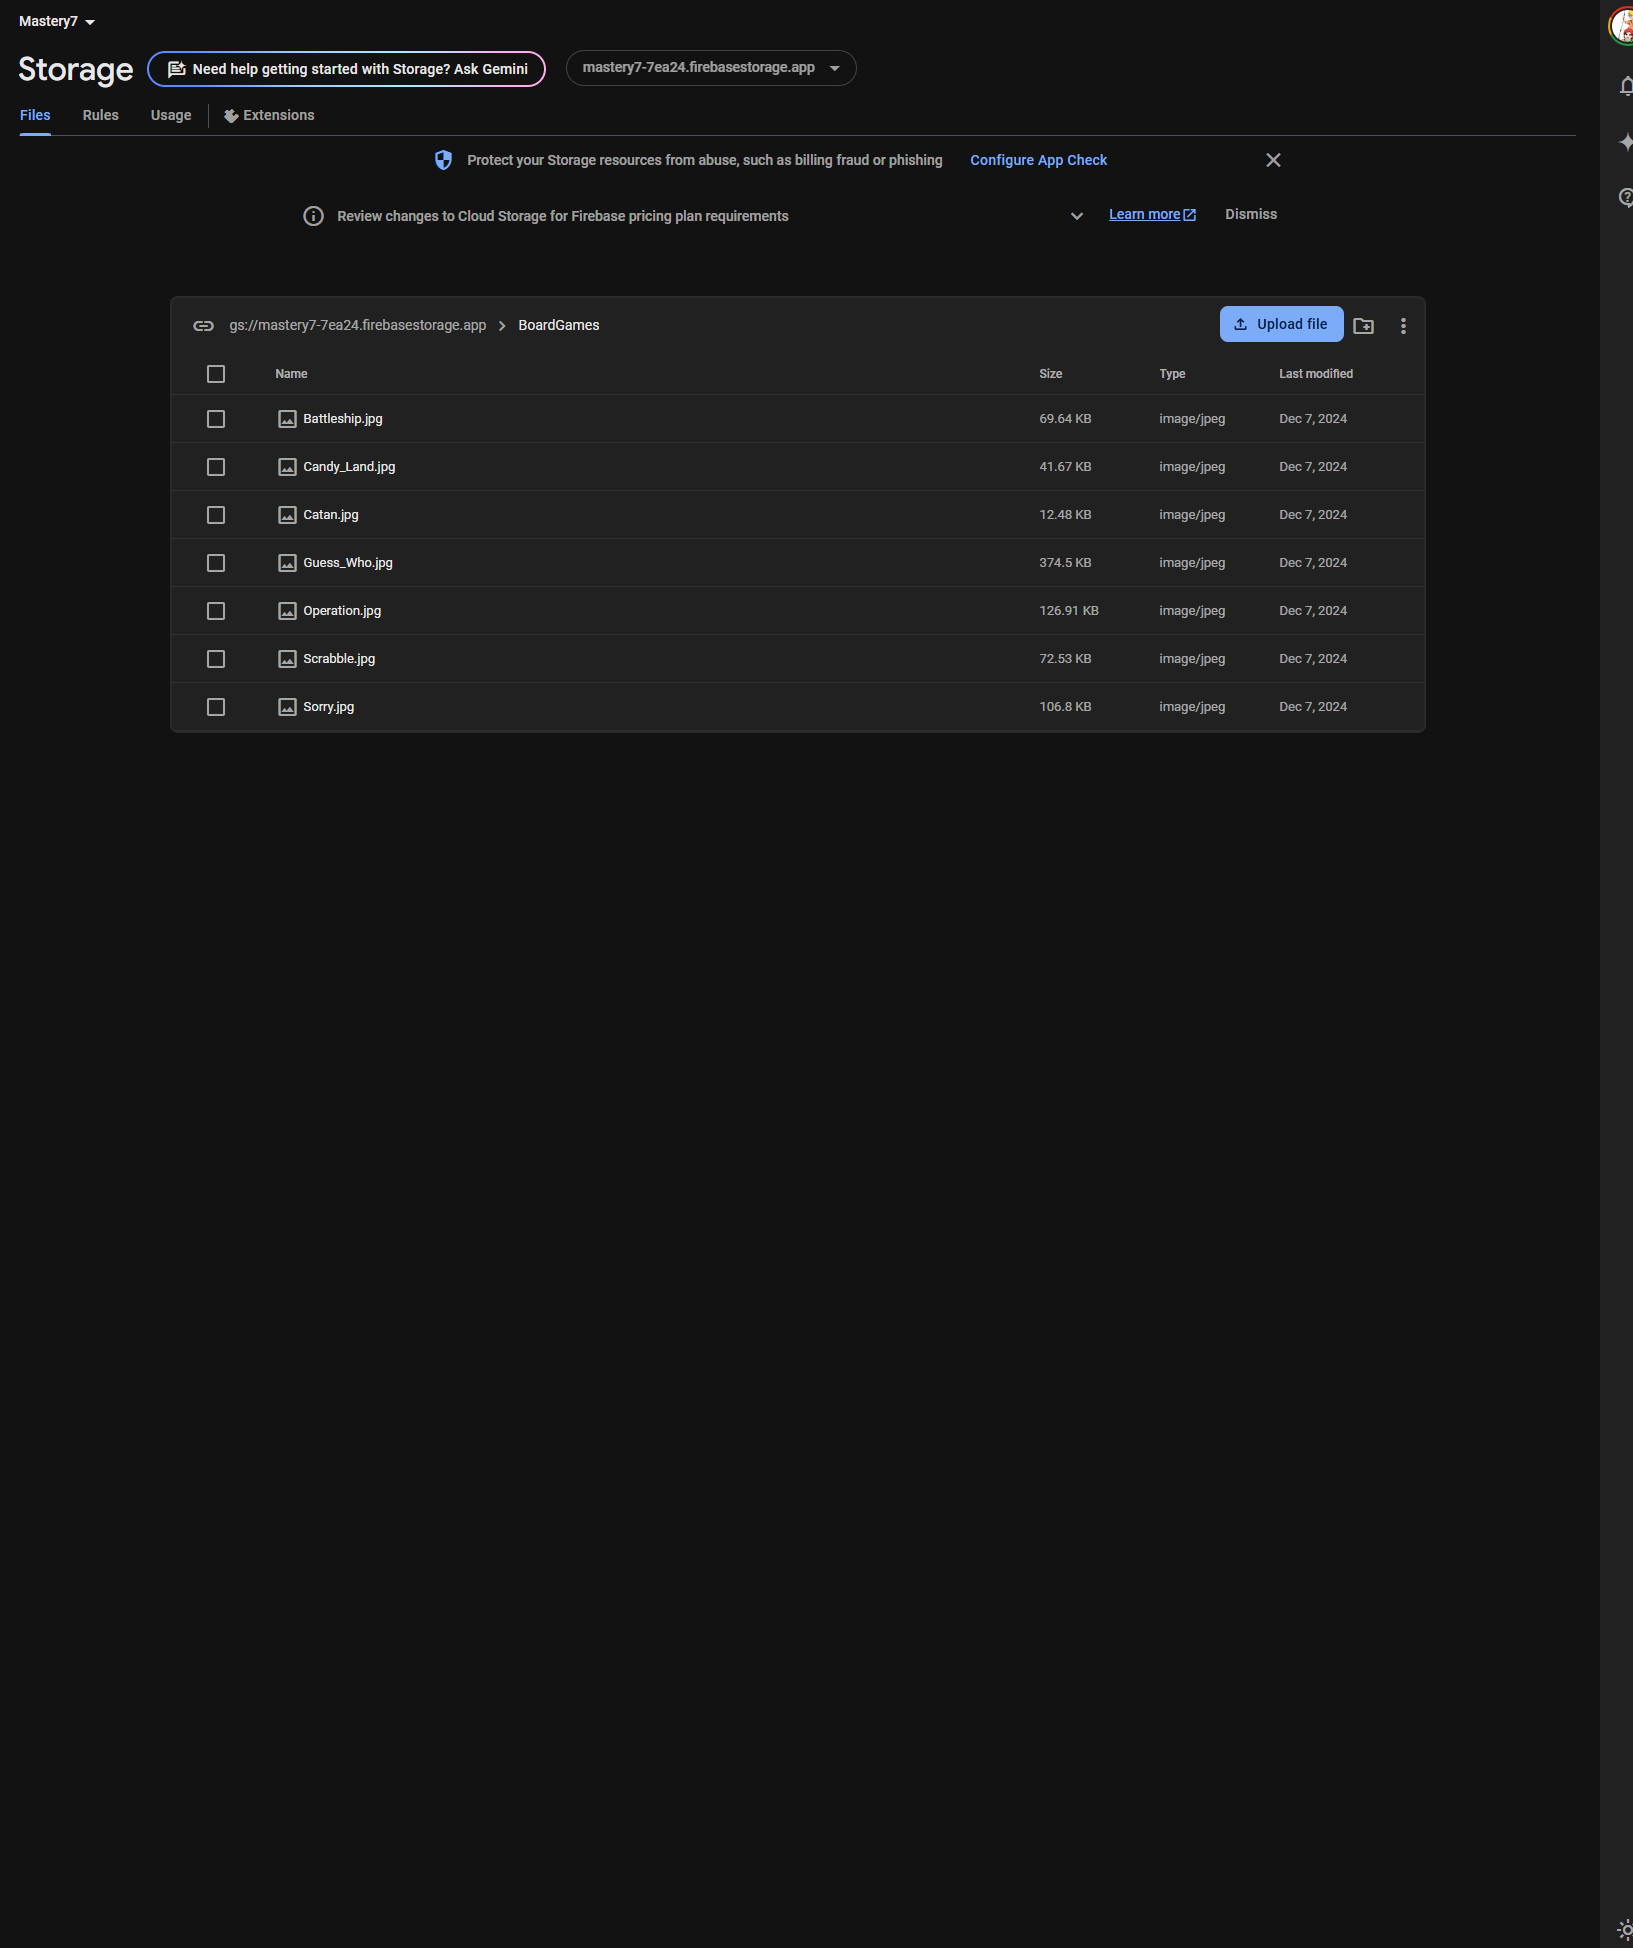 Mastery7
Storage
Need help getting started with Storage? Ask Gemini
mastery7-7ea24.firebasestorage.app
Files Rules Usage Extensions
Protect your Storage resources from abuse, such as billing fraud or phishing Configure App Check
Review changes to Cloud Storage for Firebase pricing plan requirements Learn more Dismiss
gs://mastery7-7ea24.firebasestorage.app > BoardGames Upload file
Name Size Type Last modified
Battleship.jpg 69.64 KB image/jpeg Dec 7, 2024
Candy_Land.jpg 41.67 KB image/jpeg Dec 7, 2024
Catan.jpg 12.48 KB image/jpeg Dec 7, 2024
Guess_Who.jpg 374.5 KB image/jpeg Dec 7, 2024
Operation.jpg 126.91 KB image/jpeg Dec 7, 2024
Scrabble.jpg 72.53 KB image/jpeg Dec 7, 2024
Sorry.jpg 106.8 KB image/jpeg Dec 7, 2024